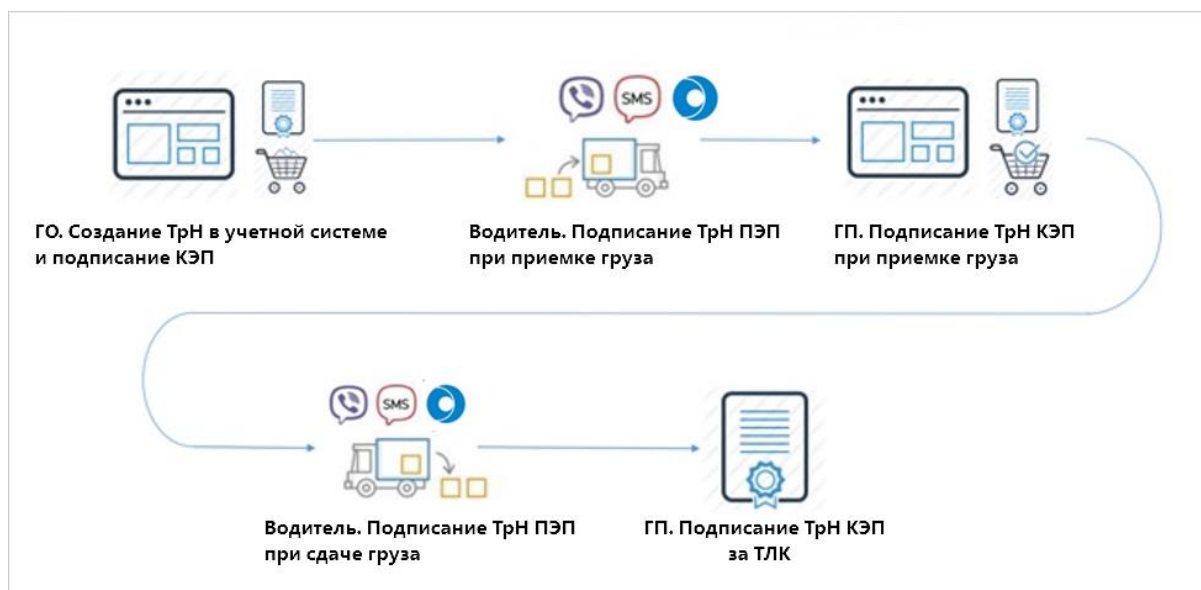 SMS
ГО. Создание ТрН в учетной системе
и подписание КЭП
Водитель. Подписание ТрН ПЭП
при приемке груза
ГП. Подписание ТрН КЭП
при приемке груза
SMS
Водитель. Подписание ТрН ПЭП
при сдаче груза
ГП. Подписание ТрН КЭП
за ТЛК